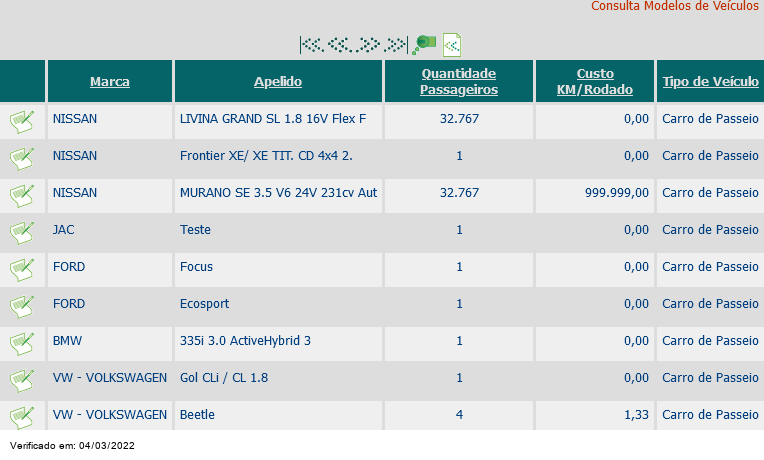 Consulta Modelos de Veículos
Marca Apelido Quantidade Passageiros Custo KM/Rodado Tipo de Veículo
NISSAN LIVINA GRAND SL 1.8 16V Flex F 32.767 0,00 Carro de Passeio
NISSAN Frontier XE/ XE TIT. CD 4x4 2. 1 0,00 Carro de Passeio
NISSAN MURANO SE 3.5 V6 24V 231cv Aut 32.767 999.999,00 Carro de Passeio
JAC Teste 1 0,00 Carro de Passeio
FORD Focus 1 0,00 Carro de Passeio
FORD Ecosport 1 0,00 Carro de Passeio
BMW 335i 3.0 ActiveHybrid 3 1 0,00 Carro de Passeio
VW - VOLKSWAGEN Gol CLi / CL 1.8 1 0,00 Carro de Passeio
VW - VOLKSWAGEN Beetle 4 1,33 Carro de Passeio
Verificado em: 04/03/2022